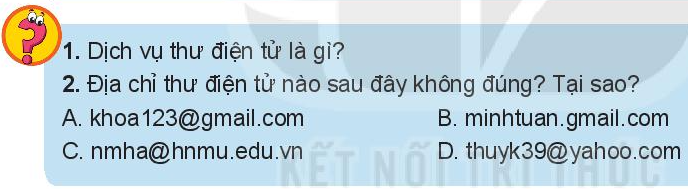 1. Dịch vụ thư điện tử là gì?
2. Địa chỉ thư điện tử nào sau đây không đúng? Tại sao?
A. khoa123@gmail.com B. minhtuan.gmail.com
C. nmha@hnmu.edu.vn D. thuyk39@yahoo.com
KẾT NỐI TRI THỨC